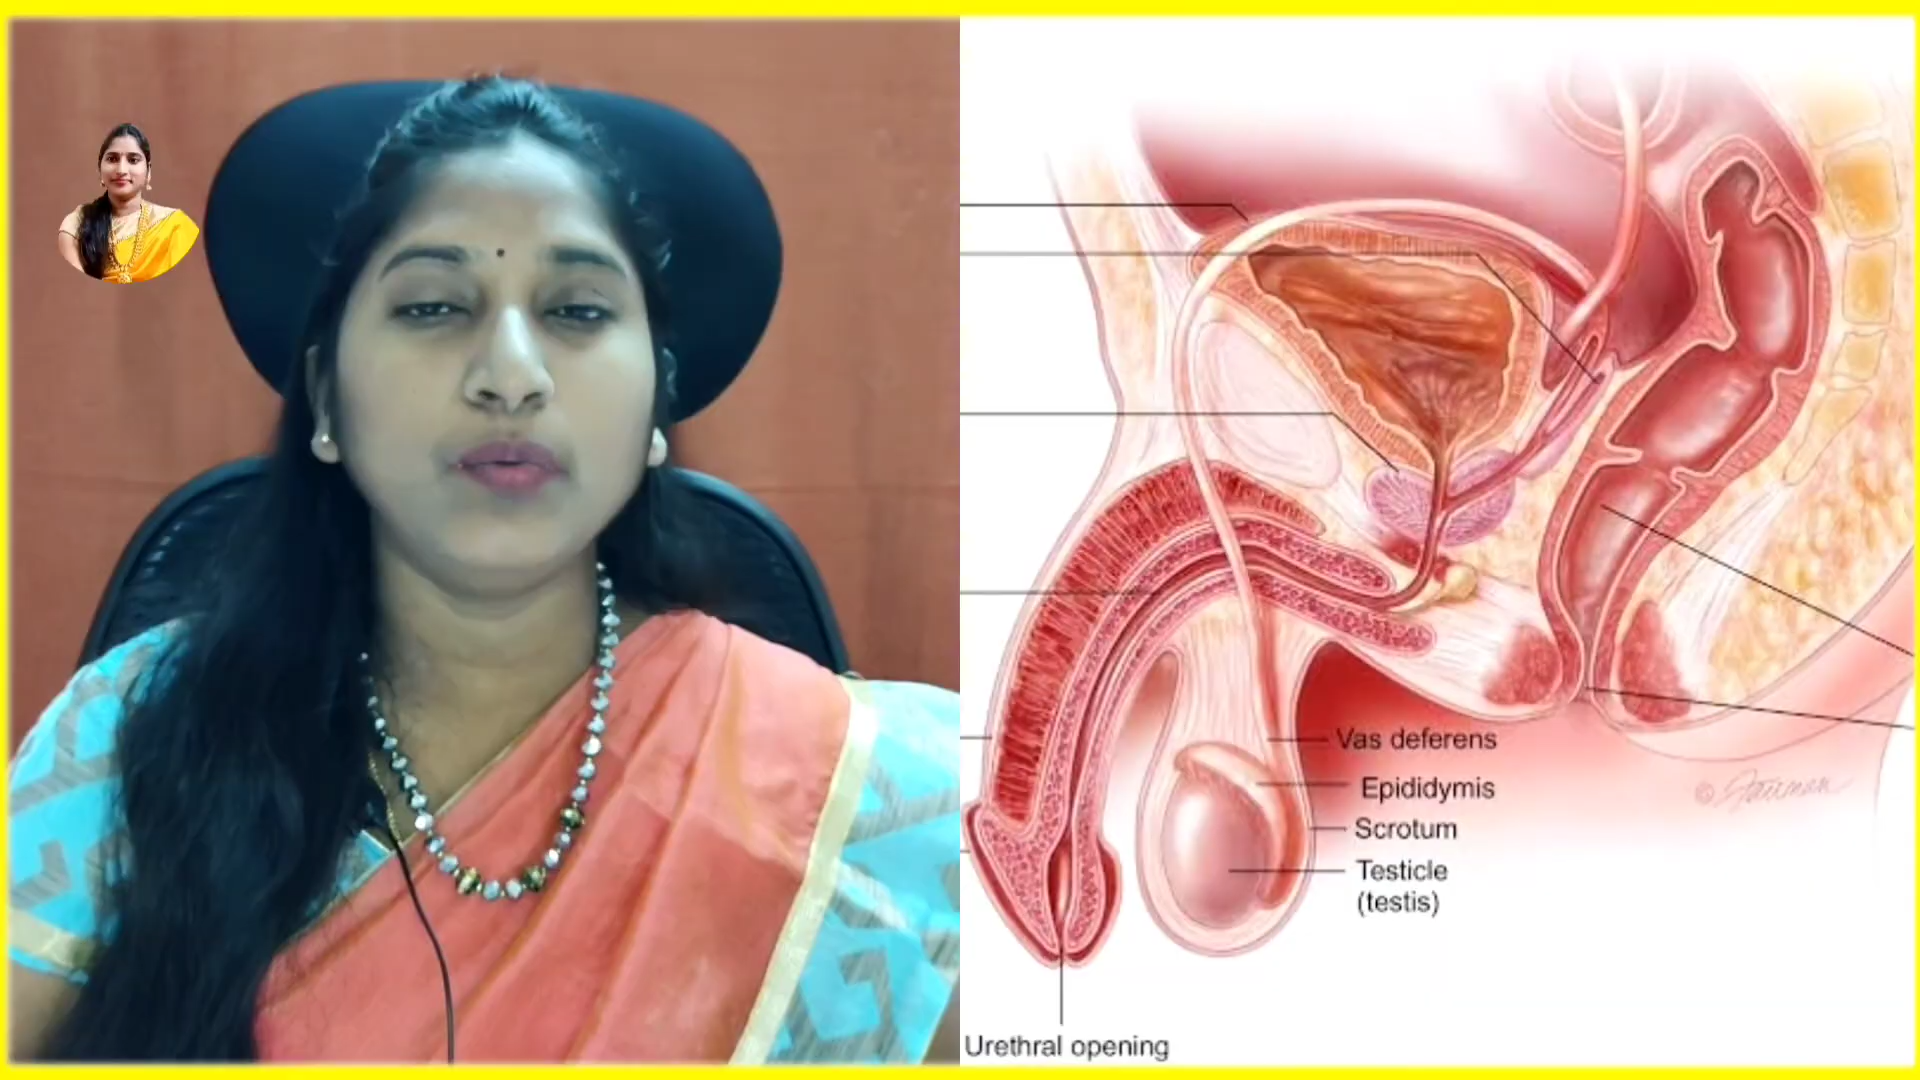 Vas deferens
Epididymis
Scrotum
Testicle
(testis)
Urethral opening